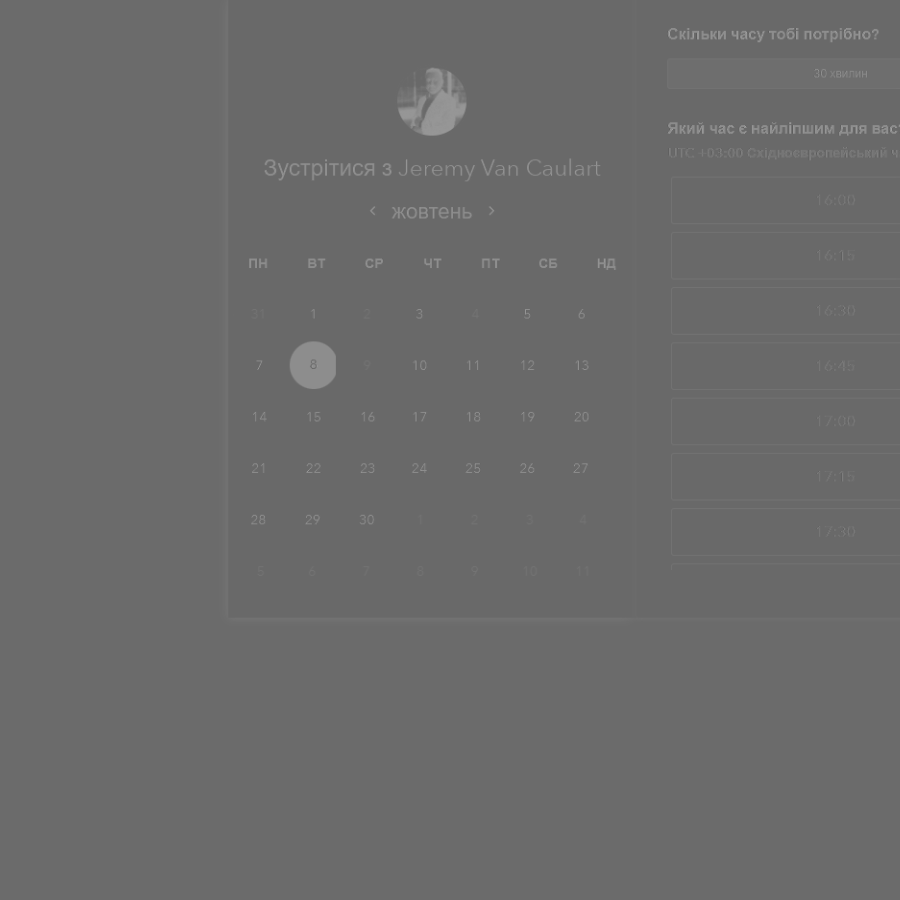 Зустрітися з Jeremy Van Caulart
жовтень
ПН ВТ СР ЧТ ПТ СБ НД
31 1 2 3 4 5 6
7 8 9 10 11 12 13
14 15 16 17 18 19 20
21 22 23 24 25 26 27
28 29 30 1 2 3 4
5 6 7 8 9 10 11
Скільки часу тобі потрібно?
30 хвилин
Який час є найліпшим для вас
UTC +03:00 Східноєвропейський ч
16:00
16:15
16:30
16:45
17:00
17:15
17:30